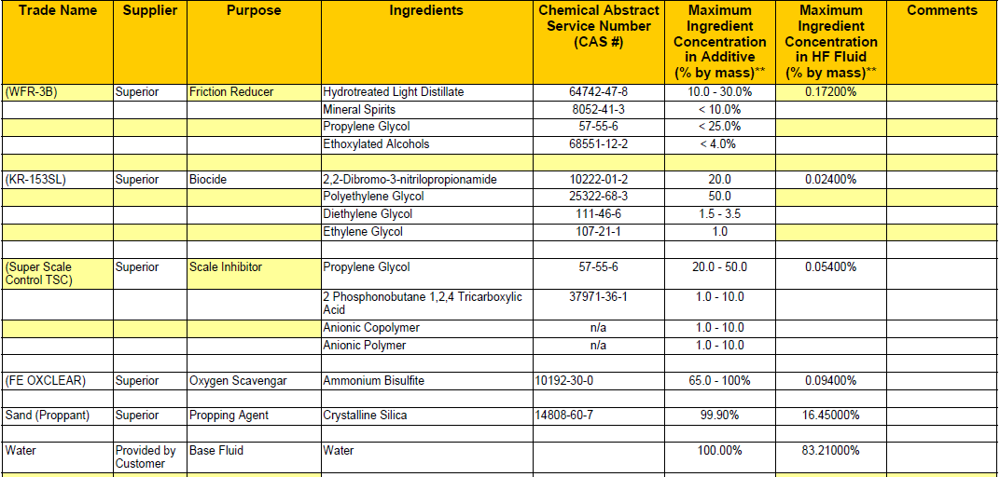 Trade Name Supplier Purpose Ingredients Chemical Abstract Service Number (CAS #) Maximum Ingredient Concentration in Additive (% by mass)** Maximum Ingredient Concentration in HF Fluid (% by mass)** Comments
(WFR-3B) Superior Friction Reducer Hydrotreated Light Distillate 64742-47-8 10.0 - 30.0% 0.17200%
Mineral Spirits 8052-41-3 < 10.0%
Propylene Glycol 57-55-6 < 25.0%
Ethoxylated Alcohols 68551-12-2 < 4.0%
(KR-153SL) Superior Biocide 2,2-Dibromo-3-nitrilopropionamide 10222-01-2 20.0 0.02400%
Polyethylene Glycol 25322-68-3 50.0
Diethylene Glycol 111-46-6 1.5 - 3.5
Ethylene Glycol 107-21-1 1.0
(Super Scale Control TSC) Superior Scale Inhibitor Propylene Glycol 57-55-6 20.0 - 50.0 0.05400%
2 Phosphonobutane 1,2,4 Tricarboxylic Acid 37971-36-1 1.0 - 10.0
Anionic Copolymer n/a 1.0 - 10.0
Anionic Polymer n/a 1.0 - 10.0
(FE OXCLEAR) Superior Oxygen Scavengar Ammonium Bisulfite 10192-30-0 65.0 - 100% 0.09400%
Sand (Proppant) Superior Propping Agent Crystalline Silica 14808-60-7 99.90% 16.45000%
Water Provided by Customer Base Fluid Water 100.00% 83.21000%